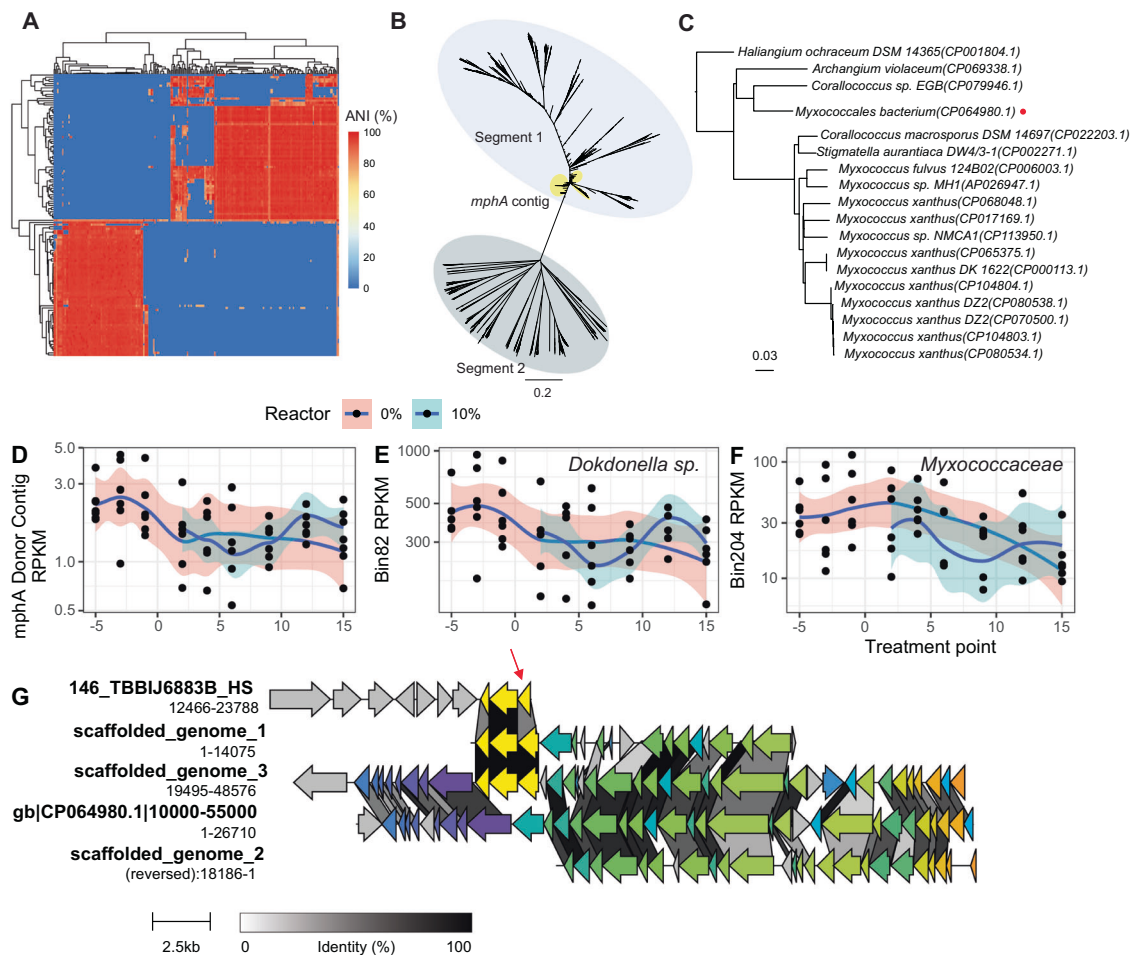 A
ANI (%)
100
80
60
40
20
0
B
Segment 1
mphA contig
Segment 2
0.2
C
Haliangium ochraceum DSM 14365(CP001804.1)
Archangium violaceum(CP069338.1)
Corallococcus sp. EGB(CP079946.1)
Myxococcales bacterium(CP064980.1)
Corallococcus macrosporus DSM 14697(CP022203.1)
Stigmatella aurantiaca DW4/3-1(CP002271.1)
Myxococcus fulvus 124B02(CP006003.1)
Myxococcus sp. MH1(AP026947.1)
Myxococcus xanthus(CP068048.1)
Myxococcus xanthus(CP017169.1)
Myxococcus sp. NMCA1(CP113950.1)
Myxococcus xanthus(CP065375.1)
Myxococcus xanthus DK 1622(CP000113.1)
Myxococcus xanthus(CP104804.1)
Myxococcus xanthus DZ2(CP080538.1)
Myxococcus xanthus DZ2(CP070500.1)
Myxococcus xanthus(CP104803.1)
Myxococcus xanthus(CP080534.1)
0.03
Reactor 0% 10%
D
mphA Donor Contig
RPKM
5.0
3.0
1.0
0.5
-5 0 5 10 15
E
Dokdonella sp.
Bin82 RPKM
1000
500
300
-5 0 5 10 15
F
Myxococcaceae
Bin204 RPKM
100
30
10
-5 0 5 10 15
Treatment point
G
146_TBBIJ6883B_HS
12466-23788
scaffolded_genome_1
1-14075
scaffolded_genome_3
19495-48576
gb|CP064980.1|10000-55000
1-26710
scaffolded_genome_2
(reversed):18186-1
2.5kb
0 Identity (%) 100